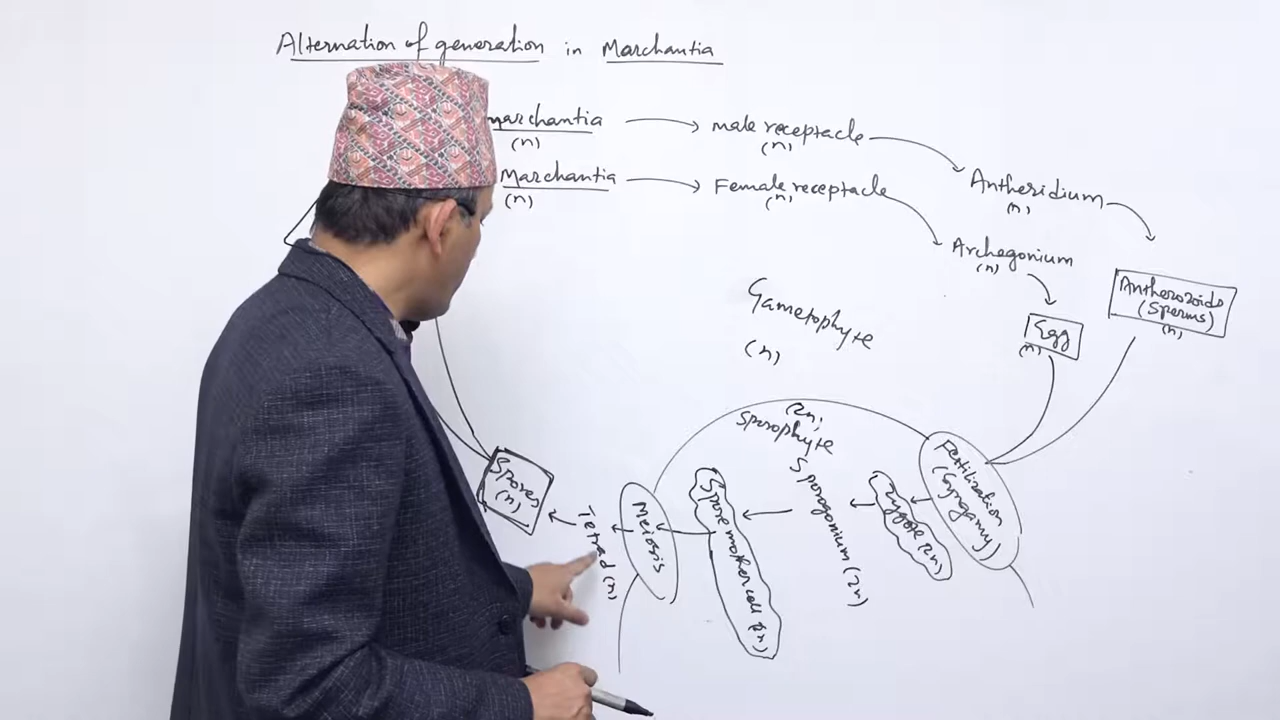 Alternation of generation in Marchantia
marchantia
(n)
male receptacle
(n)
Antheridium
(n)
Marchantia
(n)
Female receptacle
(n)
Archegonium
(n)
Antherozoids
(Sperms)
(n)
Egg
(n)
Gametophyte
(n)
2n,
sporophyte
Fertilization
(Syngamy)
Zygote (2n)
Sporogonium (2n)
Spore mother cell (2n)
Meiosis
Tetrad (n)
Spores
(n)